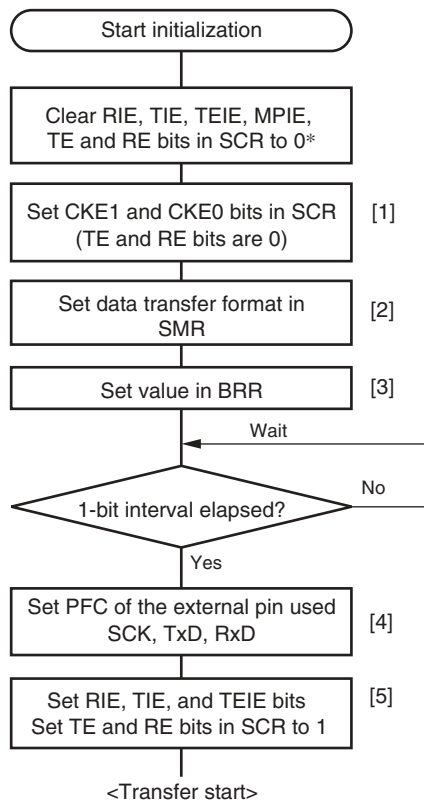 Start initialization
Clear RIE, TIE, TEIE, MPIE,
TE and RE bits in SCR to 0*
Set CKE1 and CKE0 bits in SCR
(TE and RE bits are 0)
[1]
Set data transfer format in
SMR
[2]
Set value in BRR
[3]
Wait
1-bit interval elapsed?
No
Yes
Set PFC of the external pin used
SCK, TxD, RxD
[4]
Set RIE, TIE, and TEIE bits
Set TE and RE bits in SCR to 1
[5]
<Transfer start>